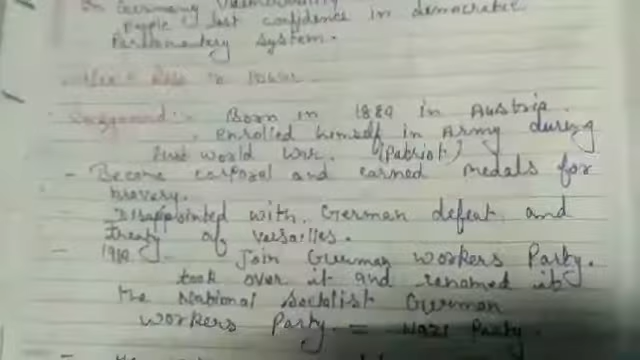 In Germany
people lost confidence in democratic
Parliamentary system.
Rise to Power
Background :- Born in 1889 in Austria.
enrolled himself in Army during
First World War. (Patriot)
- Become corporal and earned medals for
bravery.
Disappointed with German defeat and
treaty of Versailles.
- 1919 - Join German Workers Party.
took over it and renamed it
the National Socialist German
Workers Party. = Nazi Party.